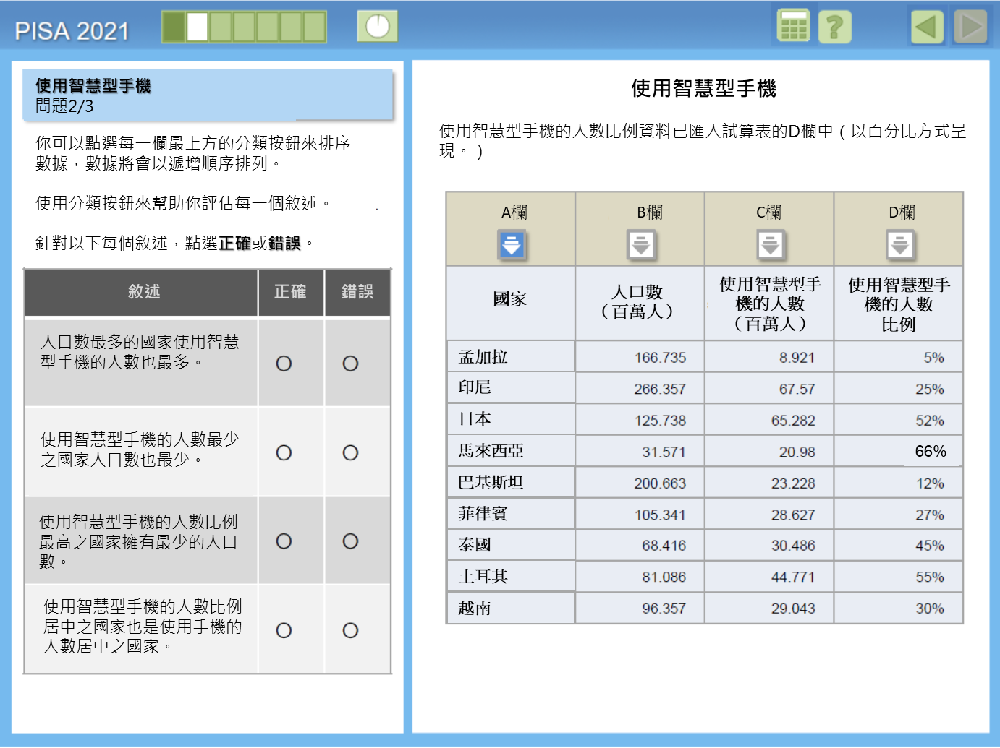 PISA 2021
?
使用智慧型手機
問題2/3
你可以點選每一欄最上方的分類按鈕來排序
數據，數據將會以遞增順序排列。
使用分類按鈕來幫助你評估每一個敘述。
針對以下每個敘述，點選正確或錯誤。
敘述 正確 錯誤
人口數最多的國家使用智慧
型手機的人數也最多。
使用智慧型手機的人數最少
之國家人口數也最少。
使用智慧型手機的人數比例
最高之國家擁有最少的人口
數。
使用智慧型手機的人數比例
居中之國家也是使用手機的
人數居中之國家。
使用智慧型手機
使用智慧型手機的人數比例資料已匯入試算表的D欄中（以百分比方式呈
現。）
A欄 B欄 C欄 D欄
國家 人口數（百萬人） 使用智慧型手機的人數（百萬人） 使用智慧型手機的人數比例
孟加拉 166.735 8.921 5%
印尼 266.357 67.57 25%
日本 125.738 65.282 52%
馬來西亞 31.571 20.98 66%
巴基斯坦 200.663 23.228 12%
菲律賓 105.341 28.627 27%
泰國 68.416 30.486 45%
土耳其 81.086 44.771 55%
越南 96.357 29.043 30%